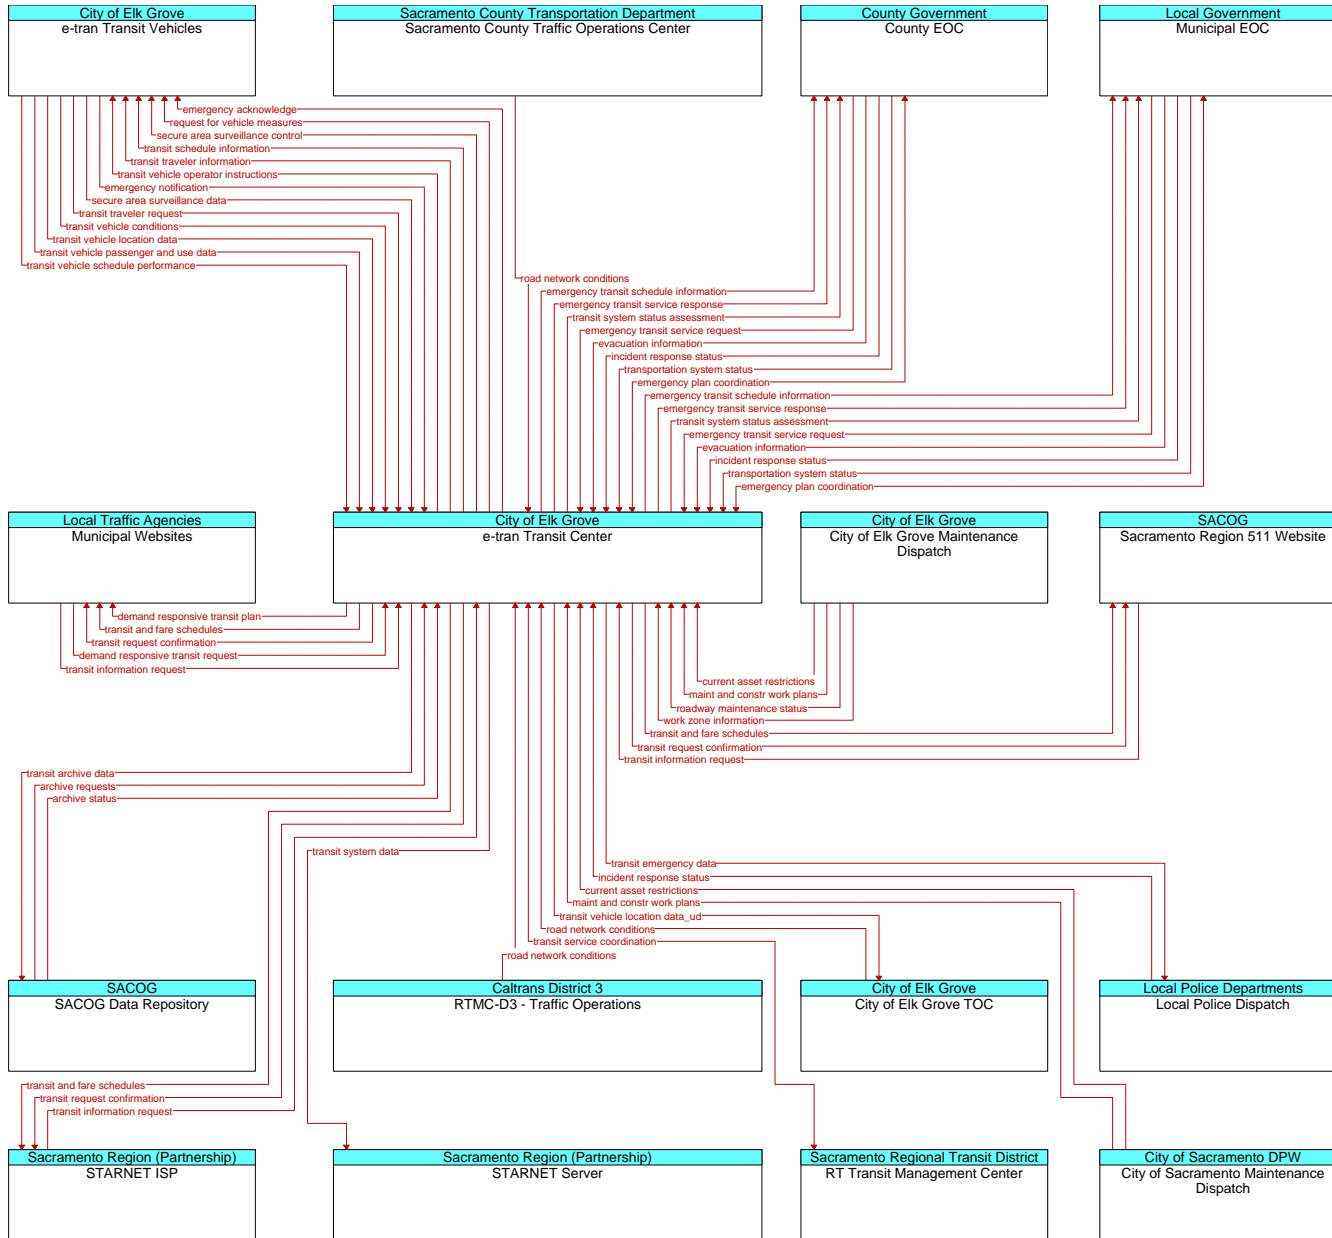 City of Elk Grove
e-tran Transit Vehicles
Sacramento County Transportation Department
Sacramento County Traffic Operations Center
County Government
County EOC
Local Government
Municipal EOC
emergency acknowledge
request for vehicle measures
secure area surveillance control
transit schedule information
transit traveler information
transit vehicle operator instructions
emergency notification
secure area surveillance data
transit traveler request
transit vehicle conditions
transit vehicle location data
transit vehicle passenger and use data
transit vehicle schedule performance
road network conditions
emergency transit schedule information
emergency transit service response
transit system status assessment
emergency transit service request
evacuation information
incident response status
transportation system status
emergency plan coordination
emergency transit schedule information
emergency transit service response
transit system status assessment
emergency transit service request
evacuation information
incident response status
transportation system status
emergency plan coordination
Local Traffic Agencies
Municipal Websites
City of Elk Grove
e-tran Transit Center
City of Elk Grove
City of Elk Grove Maintenance
Dispatch
SACOG
Sacramento Region 511 Website
demand responsive transit plan
transit and fare schedules
transit request confirmation
demand responsive transit request
transit information request
current asset restrictions
maint and constr work plans
roadway maintenance status
work zone information
transit and fare schedules
transit request confirmation
transit information request
transit archive data
archive requests
archive status
transit system data
transit emergency data
incident response status
current asset restrictions
maint and constr work plans
transit vehicle location data_ud
road network conditions
transit service coordination
road network conditions
SACOG
SACOG Data Repository
Caltrans District 3
RTMC-D3 - Traffic Operations
City of Elk Grove
City of Elk Grove TOC
Local Police Departments
Local Police Dispatch
transit and fare schedules
transit request confirmation
transit information request
Sacramento Region (Partnership)
STARNET ISP
Sacramento Region (Partnership)
STARNET Server
Sacramento Regional Transit District
RT Transit Management Center
City of Sacramento DPW
City of Sacramento Maintenance
Dispatch